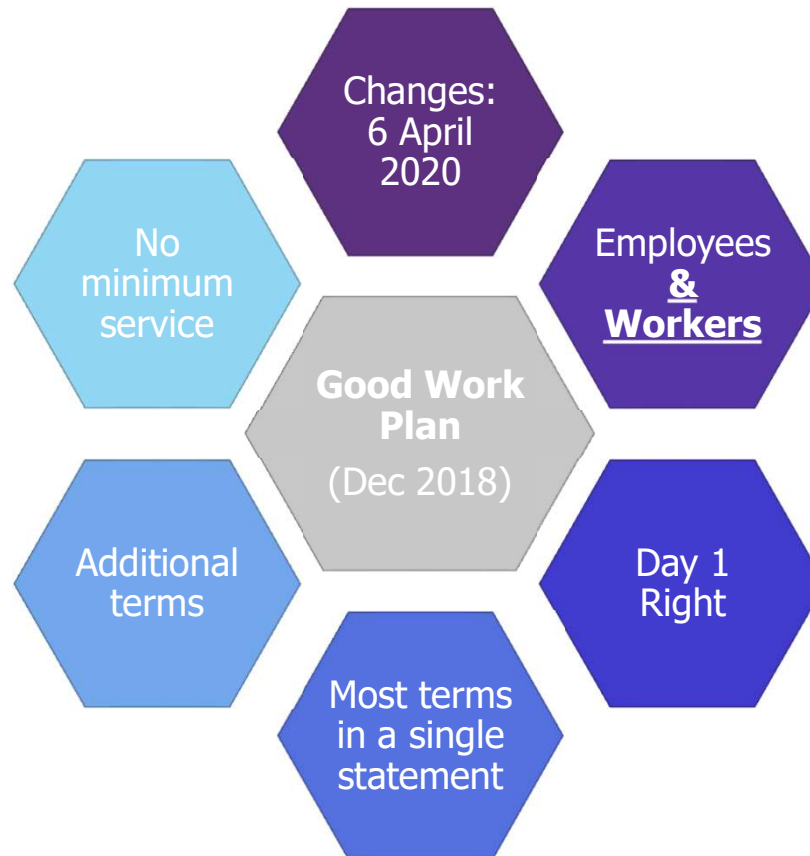 Changes:
6 April
2020
Employees
&
Workers
Day 1
Right
Most terms
in a single
statement
Additional
terms
No
minimum
service
Good Work
Plan
(Dec 2018)